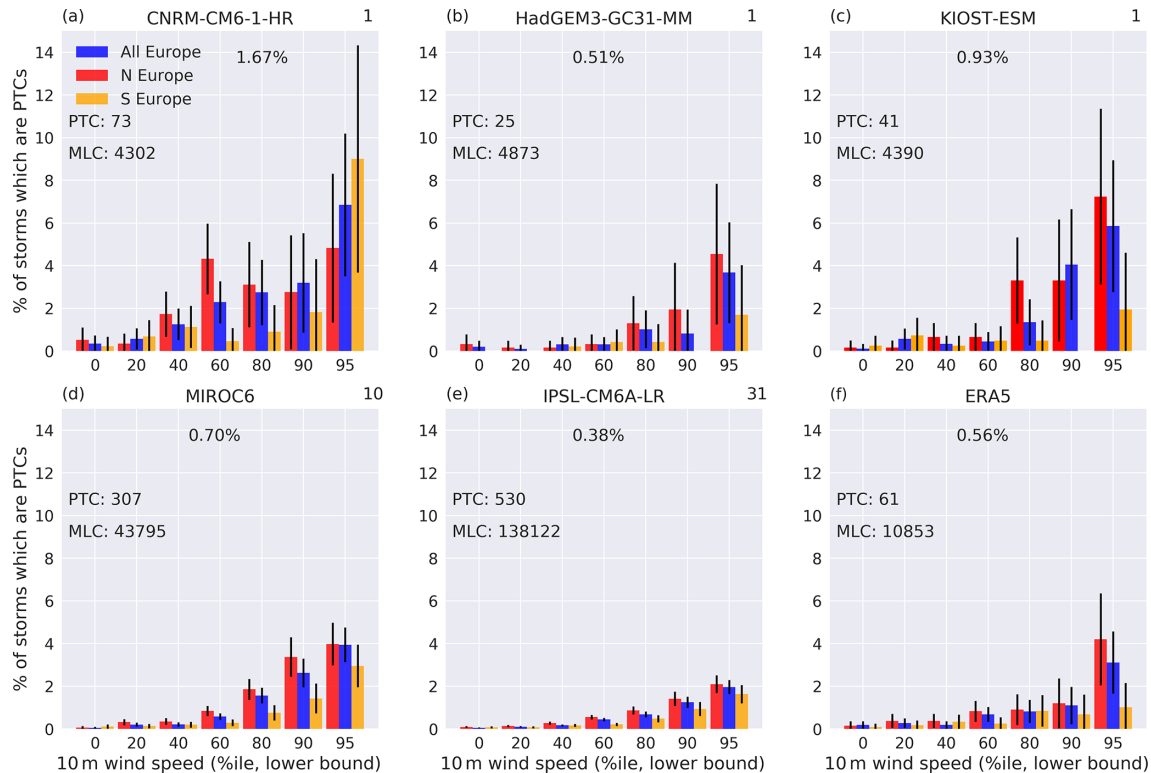 (a) CNRM-CM6-1-HR 1
(b) HadGEM3-GC31-MM 1
(c) KIOST-ESM 1
% of storms which are PTCs
14
12
10
8
6
4
2
0
All Europe
N Europe
S Europe
1.67%
PTC: 73
MLC: 4302
0 20 40 60 80 90 95
14
12
10
8
6
4
2
0
0.51%
PTC: 25
MLC: 4873
0 20 40 60 80 90 95
14
12
10
8
6
4
2
0
0.93%
PTC: 41
MLC: 4390
0 20 40 60 80 90 95
(d) MIROC6 10
(e) IPSL-CM6A-LR 31
(f) ERA5
% of storms which are PTCs
14
12
10
8
6
4
2
0
0.70%
PTC: 307
MLC: 43795
0 20 40 60 80 90 95
10 m wind speed (%ile, lower bound)
14
12
10
8
6
4
2
0
0.38%
PTC: 530
MLC: 138122
0 20 40 60 80 90 95
10 m wind speed (%ile, lower bound)
14
12
10
8
6
4
2
0
0.56%
PTC: 61
MLC: 10853
0 20 40 60 80 90 95
10 m wind speed (%ile, lower bound)